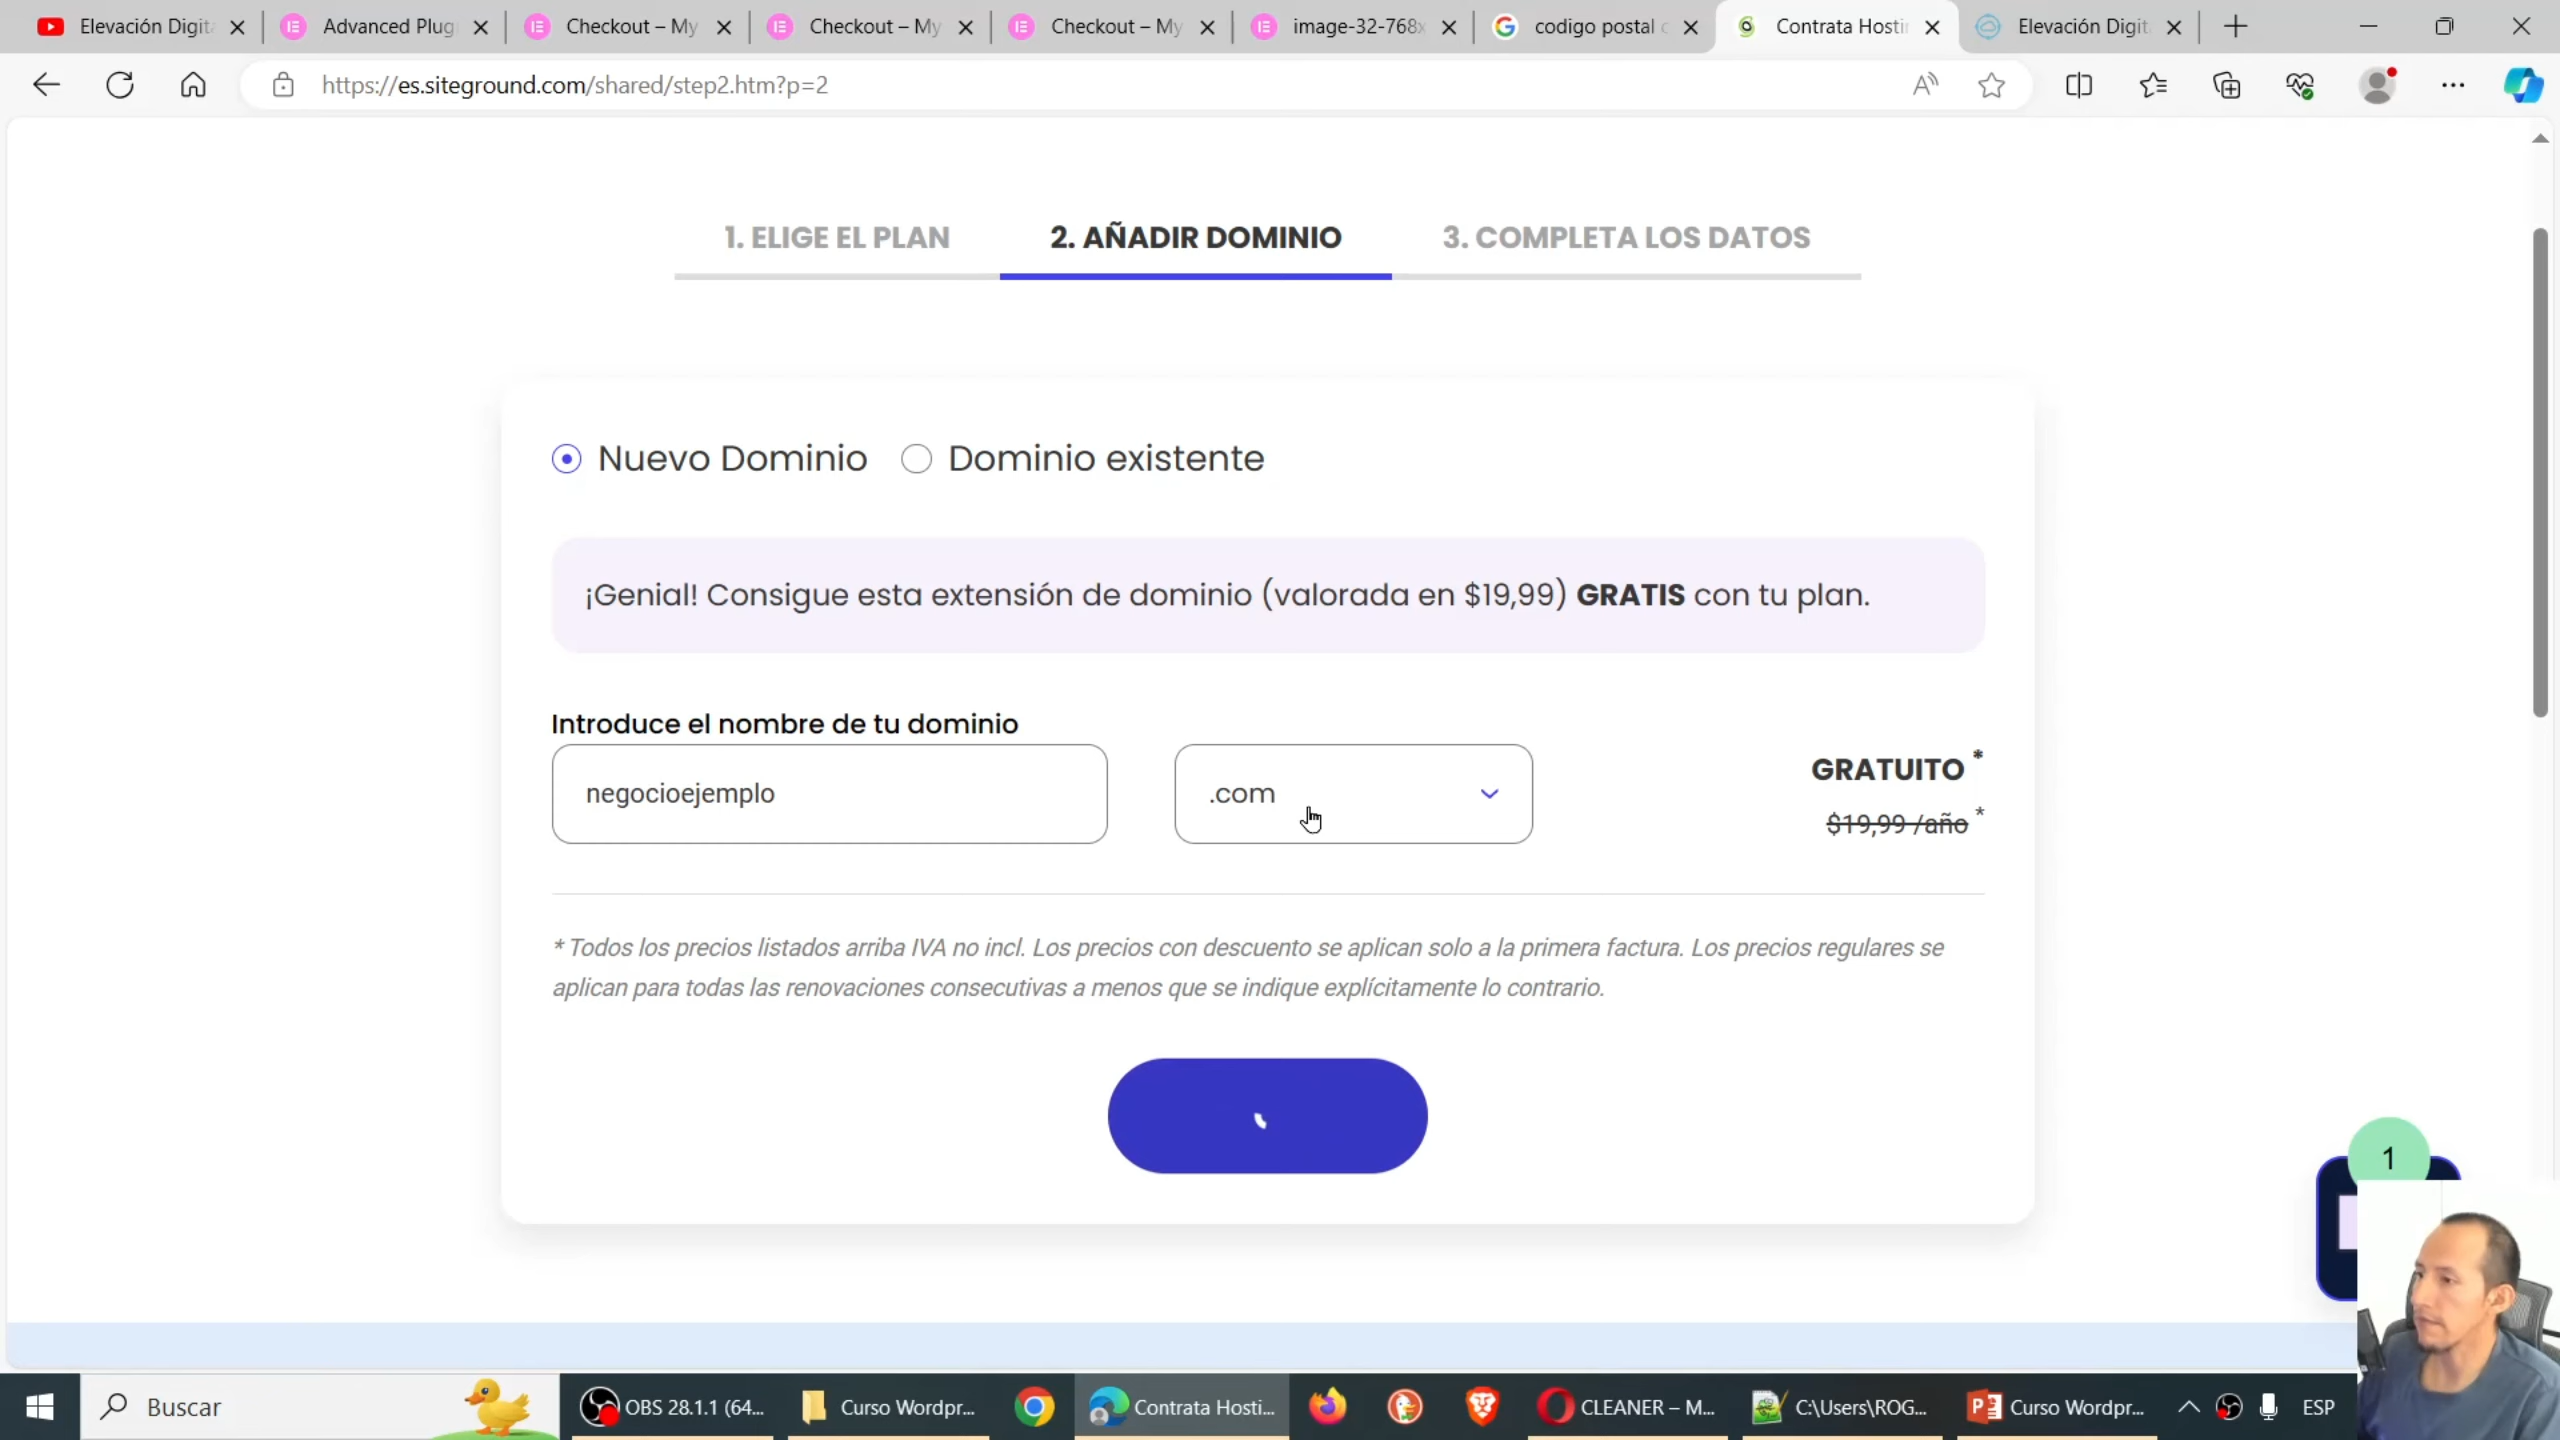 Elevación Digit
Advanced Plug
Checkout – My
Checkout – My
Checkout – My
image-32-768x
codigo postal c
Contrata Hostin
Elevación Digit
https://es.siteground.com/shared/step2.htm?p=2
1. ELIGE EL PLAN
2. AÑADIR DOMINIO
3. COMPLETA LOS DATOS
Nuevo Dominio
Dominio existente
¡Genial! Consigue esta extensión de dominio (valorada en $19,99) GRATIS con tu plan.
Introduce el nombre de tu dominio
negocioejemplo
.com
GRATUITO *
$19,99 /año *
* Todos los precios listados arriba IVA no incl. Los precios con descuento se aplican solo a la primera factura. Los precios regulares se
aplican para todas las renovaciones consecutivas a menos que se indique explícitamente lo contrario.
1
Buscar
OBS 28.1.1 (64...
Curso Wordpr...
Contrata Hosti...
CLEANER – M...
C:\Users\ROG...
Curso Wordpr...
ESP